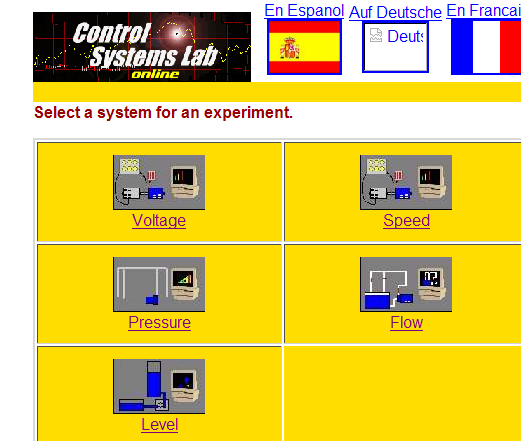 Control
Systems Lab
online
En Espanol
Auf Deutsche
En Francai
Deuts
Select a system for an experiment.
Voltage
Speed
Pressure
Flow
Level